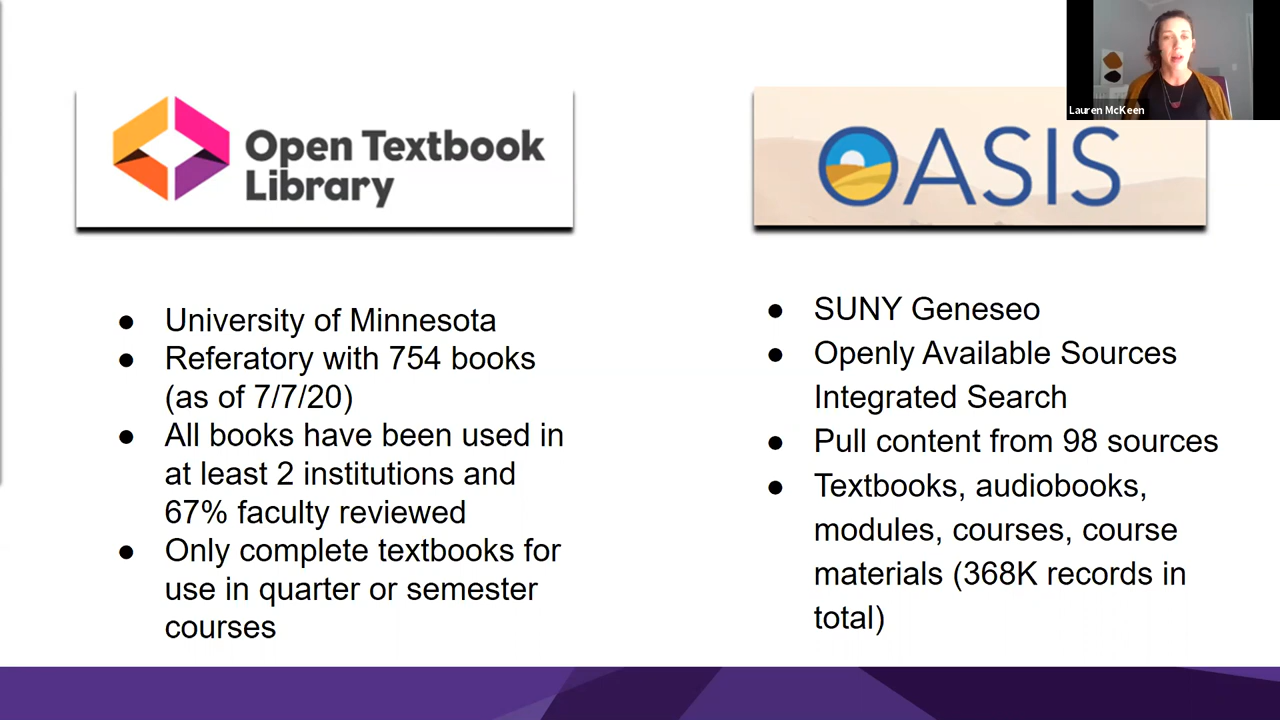 Lauren McKeen
Open Textbook
Library
● University of Minnesota
● Referatory with 754 books
(as of 7/7/20)
● All books have been used in
at least 2 institutions and
67% faculty reviewed
● Only complete textbooks for
use in quarter or semester
courses
OASIS
● SUNY Geneseo
● Openly Available Sources
Integrated Search
● Pull content from 98 sources
● Textbooks, audiobooks,
modules, courses, course
materials (368K records in
total)